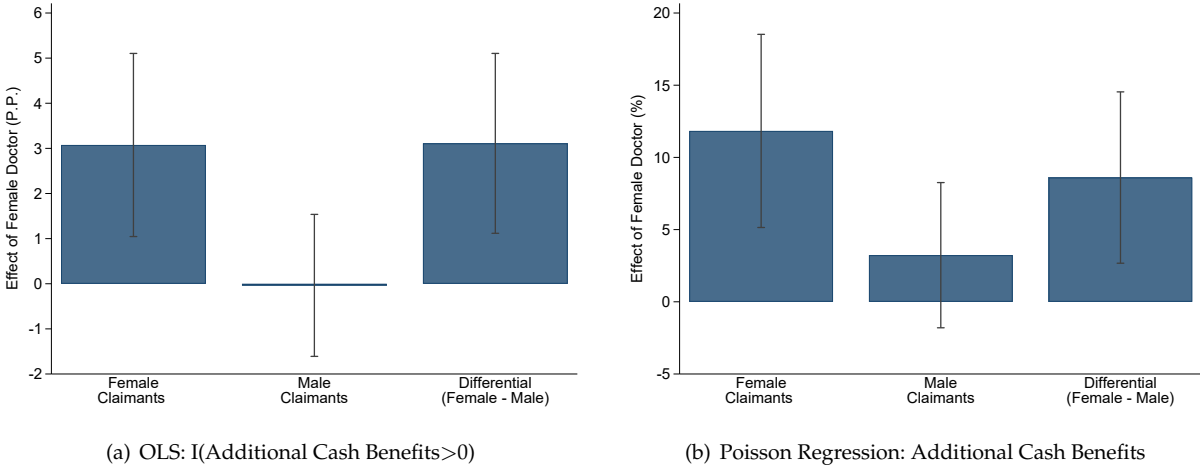 6
5
4
3
2
1
0
-1
-2
Effect of Female Doctor (P.P.)
Female
Claimants
Male
Claimants
Differential
(Female - Male)
(a) OLS: I(Additional Cash Benefits>0)
20
15
10
5
0
-5
Effect of Female Doctor (%)
Female
Claimants
Male
Claimants
Differential
(Female - Male)
(b) Poisson Regression: Additional Cash Benefits